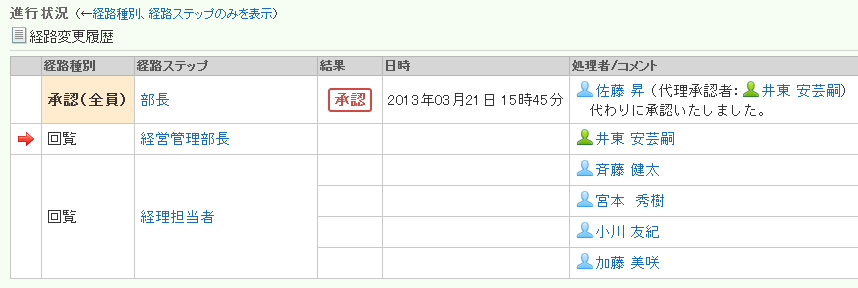 進行状況 (←経路種別、経路ステップのみを表示)
経路変更履歴
経路種別 経路ステップ 結果 日時 処理者/コメント
承認(全員) 部長 承認 2013年03月21日 15時45分 佐藤 昇 (代理承認者: 井東 安芸嗣)
代わりに承認いたしました。
回覧 経営管理部長 井東 安芸嗣
回覧 経理担当者 斉藤 健太
宮本 秀樹
小川 友紀
加藤 美咲